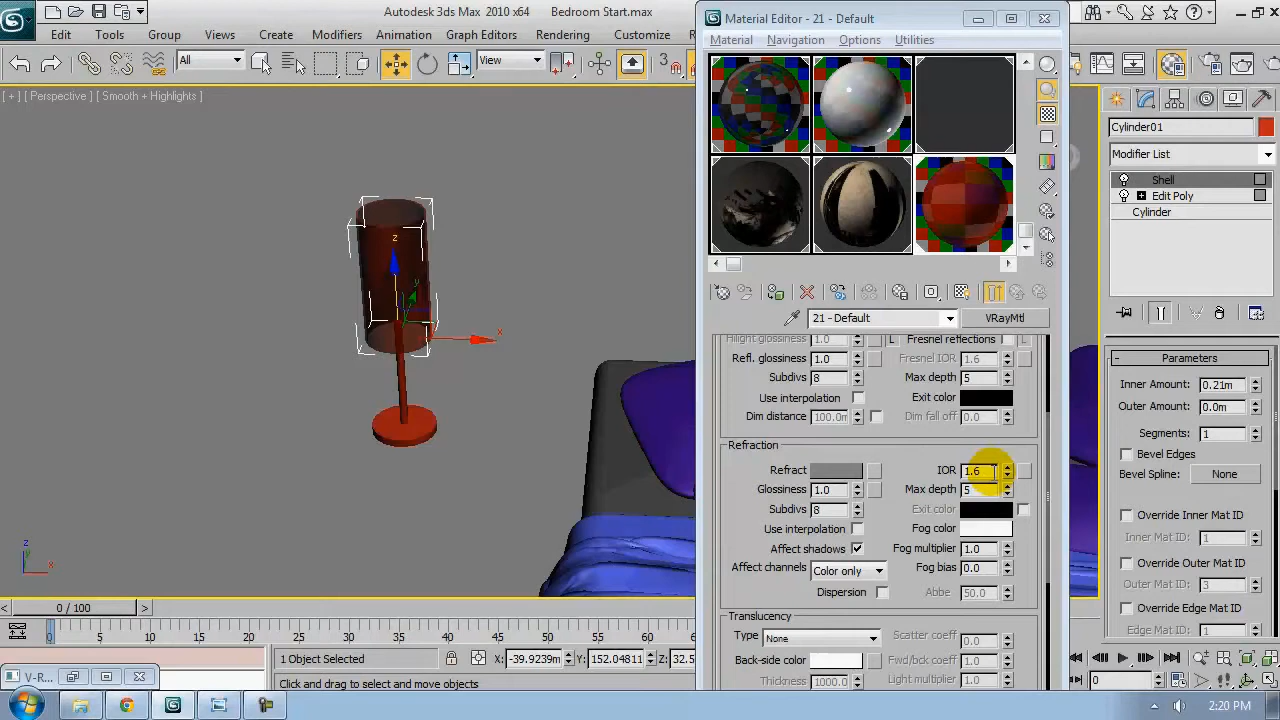 Autodesk 3ds Max 2010 x64
Bedroom Start.max
Edit
Tools
Group
Views
Create
Modifiers
Animation
Graph Editors
Rendering
Customize
All
View
3
[ + ] [ Perspective ] [ Smooth + Highlights ]
z
y
x
z
y
x
Material Editor - 21 - Default
Material
Navigation
Options
Utilities
21 - Default
VRayMtl
Hilight glossiness 1.0
L
Fresnel reflections
L
Refl. glossiness 1.0
Fresnel IOR 1.6
Subdivs 8
Max depth 5
Use interpolation
Exit color
Dim distance 100.0m
Dim fall off 0.0
Refraction
Refract
IOR 1.6
Glossiness 1.0
Max depth 5
Subdivs 8
Exit color
Use interpolation
Fog color
Affect shadows
Fog multiplier 1.0
Affect channels Color only
Fog bias 0.0
Dispersion
Abbe 50.0
Translucency
Type None
Scatter coeff 0.0
Back-side color
Fwd/bck coeff 1.0
Thickness 1000.0
Light multiplier 1.0
Cylinder01
Modifier List
Shell
Edit Poly
Cylinder
Parameters
Inner Amount: 0.21m
Outer Amount: 0.0m
Segments: 1
Bevel Edges
Bevel Spline: None
Override Inner Mat ID
Inner Mat ID: 1
Override Outer Mat ID
Outer Mat ID: 3
Override Edge Mat ID
Edge Mat ID: 1
0 / 100
0 5 10 15 20 25 30 35 40 45 50 55 60 65
1 Object Selected
X: -39.9239m
Y: 152.04811
Z: 32.5
Click and drag to select and move objects
V-R...
0
2:20 PM